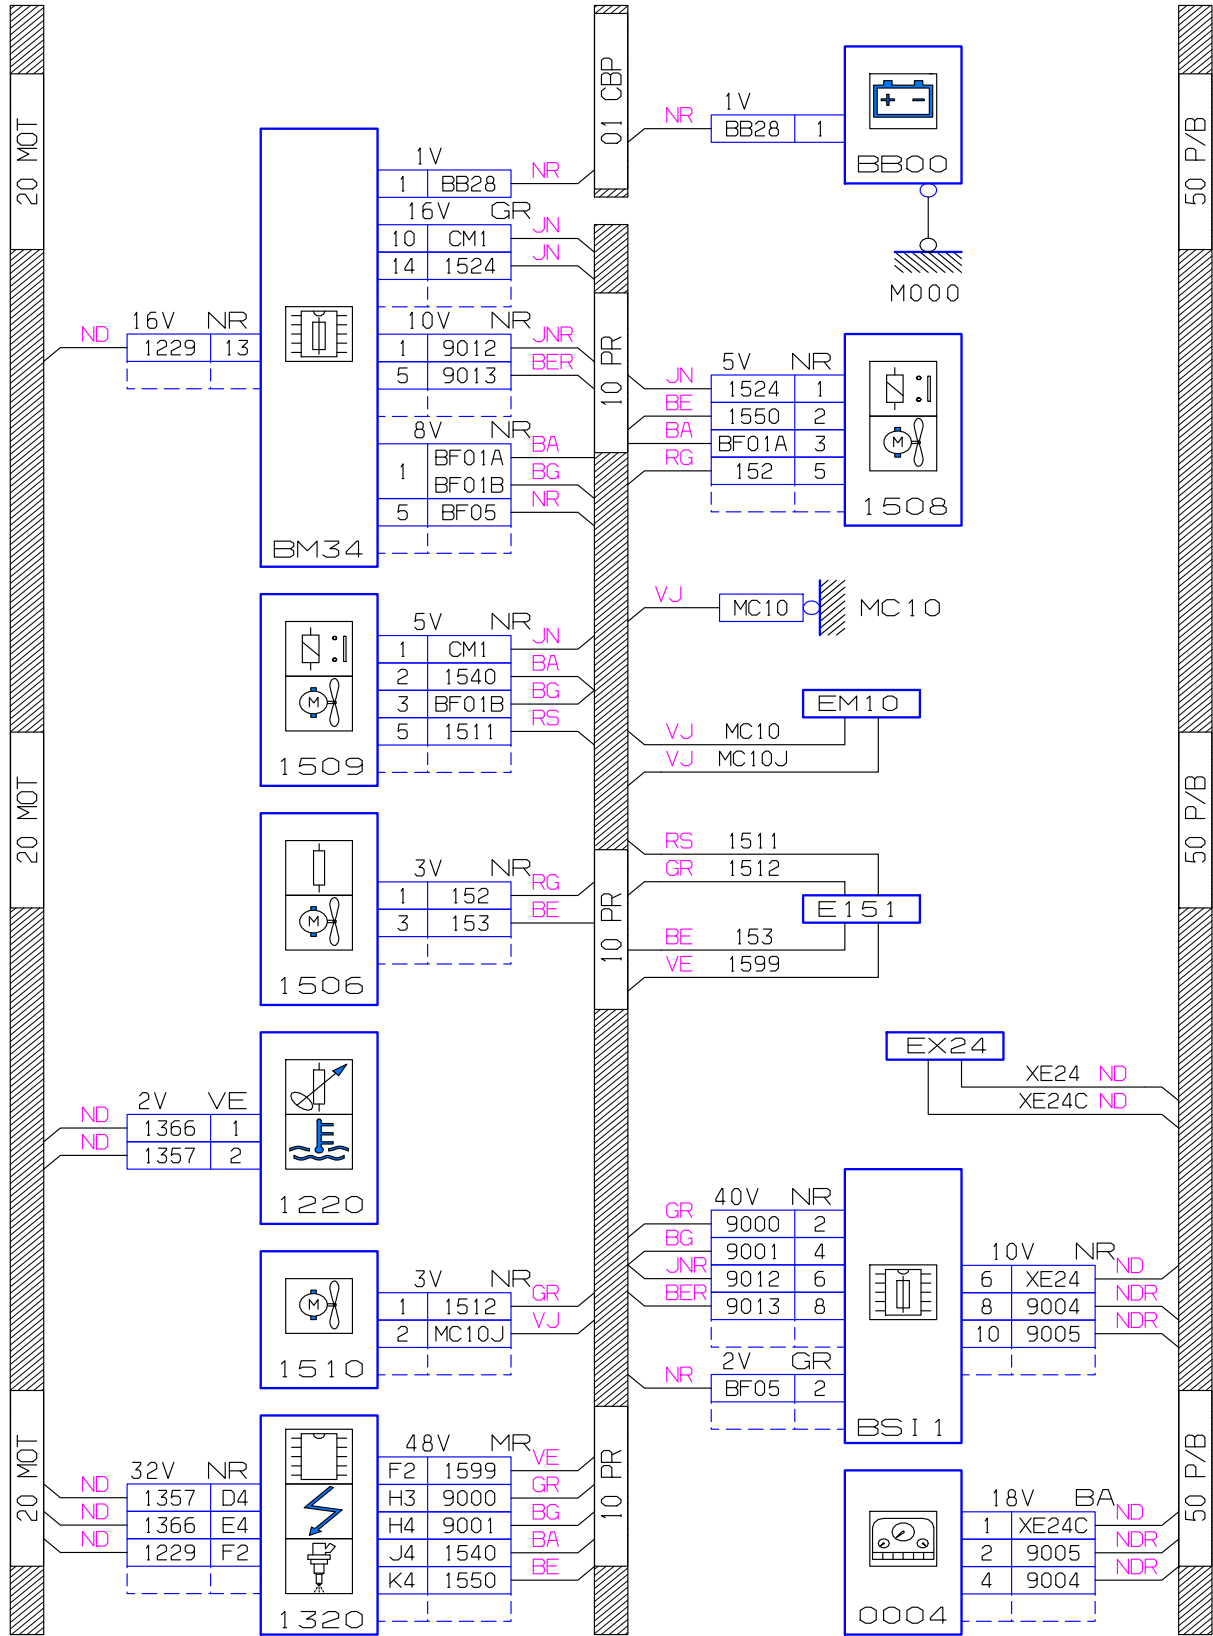 20 MOT
20 MOT
20 MOT
01 CBP
10 PR
10 PR
10 PR
50 P/B
50 P/B
50 P/B
1V
1 BB28 NR
16V GR
10 CM1 JN
14 1524 JN
16V NR
ND 1229 13
10V NR
1 9012 JNR
5 9013 BER
8V NR
1 BF01A BA
BF01B BG
5 BF05 NR
BM34
5V NR
1 CM1 JN
2 1540 BA
3 BF01B BG
5 1511 RS
M
1509
3V NR
1 152 RG
3 153 BE
M
1506
2V VE
ND 1366 1
ND 1357 2
1220
3V NR
1 1512 GR
2 MC10J VJ
M
1510
32V NR
ND 1357 D4
ND 1366 E4
ND 1229 F2
48V MR
F2 1599 VE
H3 9000 GR
H4 9001 BG
J4 1540 BA
K4 1550 BE
1320
1V
NR BB28 1
+ -
BB00
M000
5V NR
JN 1524 1
BE 1550 2
BA BF01A 3
RG 152 5
M
1508
VJ MC10 MC10
EM10
VJ MC10
VJ MC10J
RS 1511
GR 1512
E151
BE 153
VE 1599
EX24
XE24 ND
XE24C ND
40V NR
GR 9000 2
BG 9001 4
JNR 9012 6
BER 9013 8
2V GR
NR BF05 2
10V NR
6 XE24 ND
8 9004 NDR
10 9005 NDR
BSI1
18V BA
1 XE24C ND
2 9005 NDR
4 9004 NDR
0004